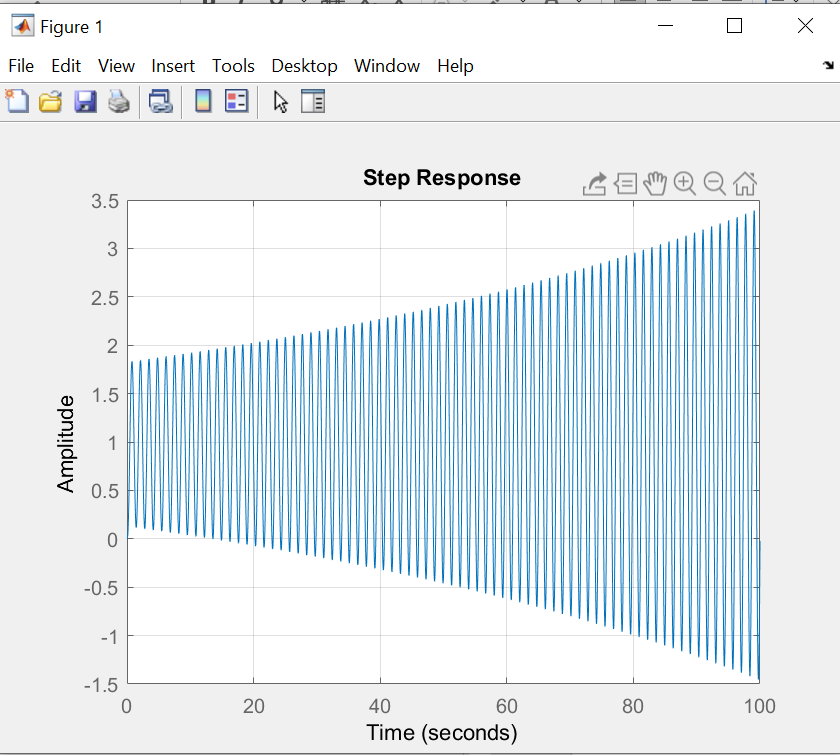 Figure 1
File Edit View Insert Tools Desktop Window Help
Step Response
3.5
3
2.5
2
1.5
1
0.5
0
-0.5
-1
-1.5
Amplitude
0 20 40 60 80 100
Time (seconds)